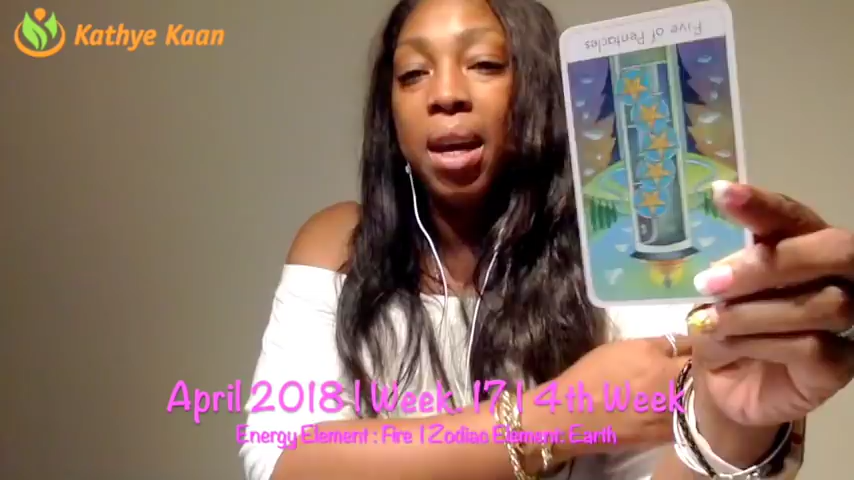 Kathye Kaan
Five of Pentacles
April 2018 | Week. 17 | 4th Week
Energy Element : Fire | Zodiac Element: Earth